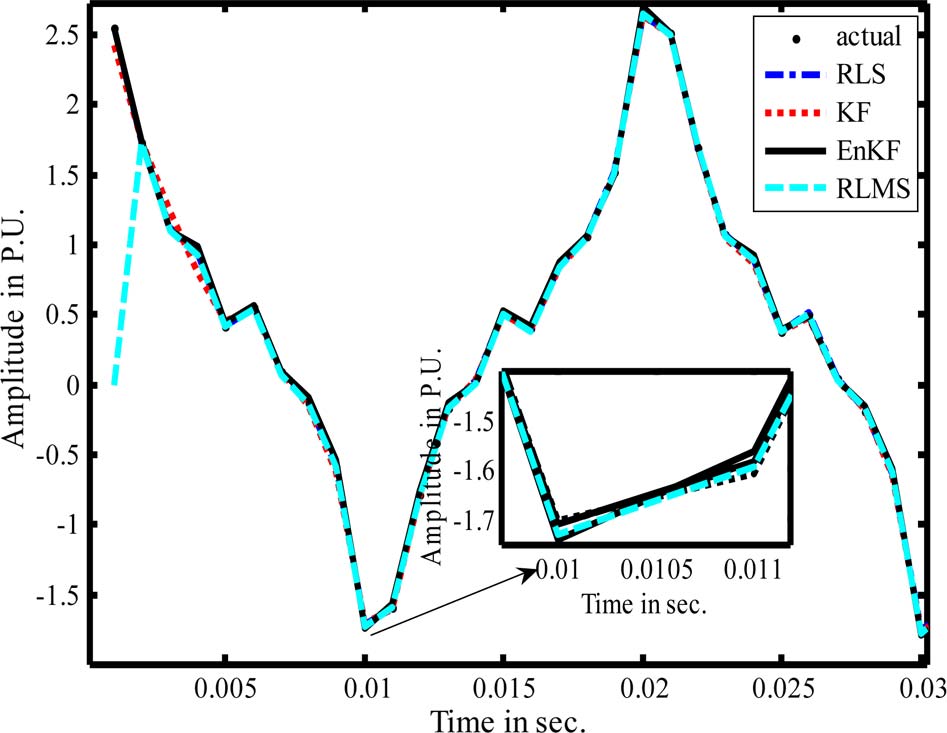 2.5
2
1.5
1
0.5
0
-0.5
-1
-1.5
Amplitude in P.U.
actual
RLS
KF
EnKF
RLMS
Amplitude in P.U.
-1.5
-1.6
-1.7
0.01 0.0105 0.011
Time in sec.
0.005 0.01 0.015 0.02 0.025 0.03
Time in sec.